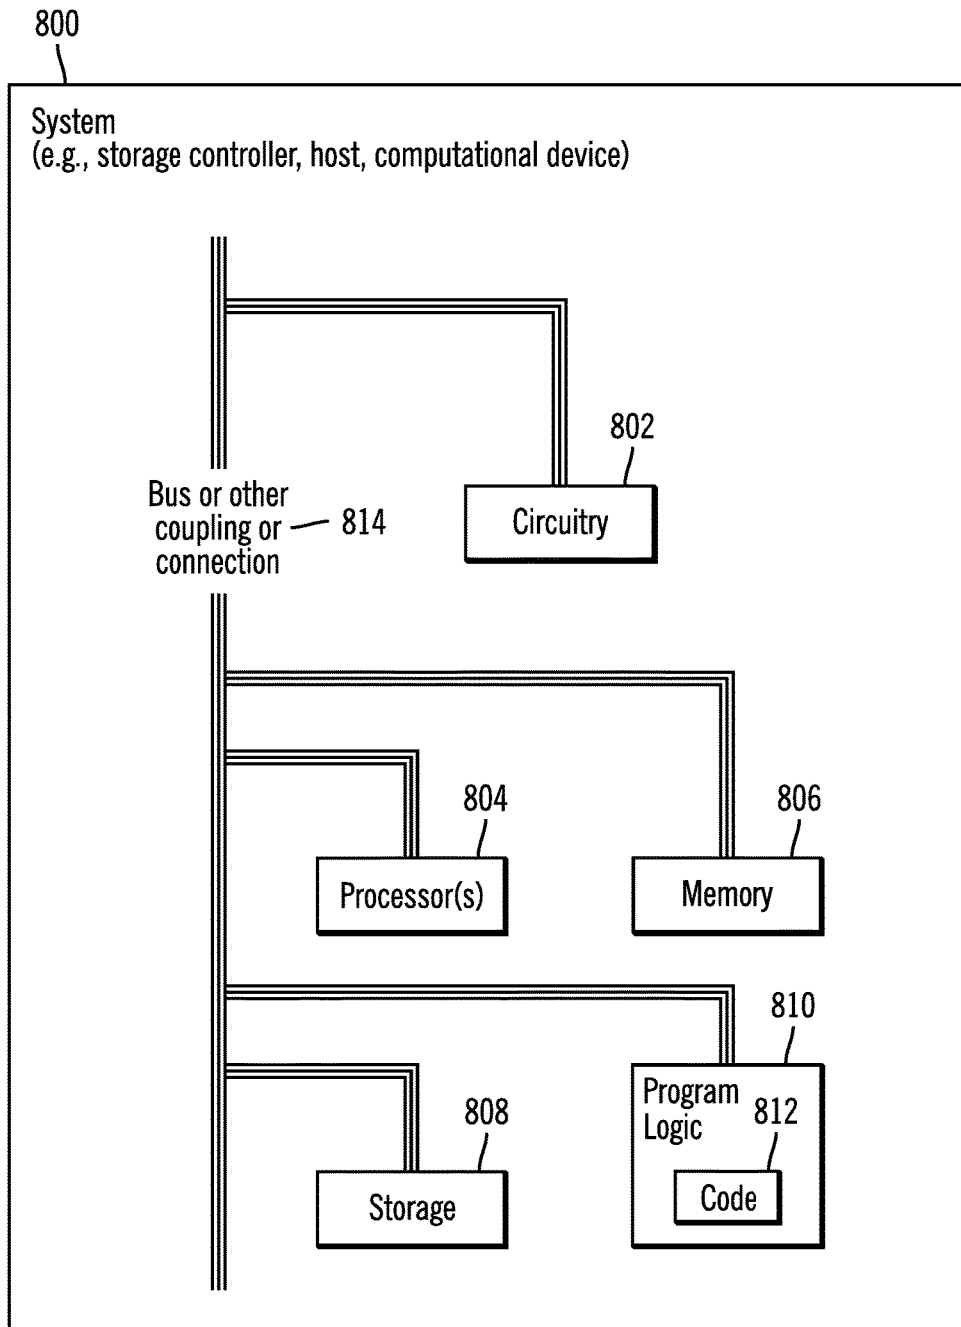 800
System
(e.g., storage controller, host, computational device)
802
Circuitry
Bus or other
coupling or
connection
814
804
Processor(s)
806
Memory
810
Program
Logic
812
Code
808
Storage